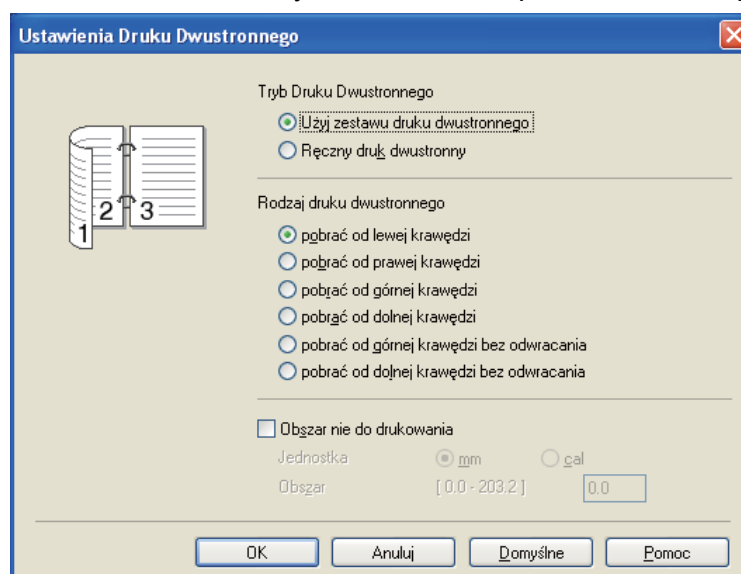 Ustawienia Druku Dwustronnego
Tryb Druku Dwustronnego
Użyj zestawu druku dwustronnego
Ręczny druk dwustronny
2 3
1
Rodzaj druku dwustronnego
pobrać od lewej krawędzi
pobrać od prawej krawędzi
pobrać od górnej krawędzi
pobrać od dolnej krawędzi
pobrać od górnej krawędzi bez odwracania
pobrać od dolnej krawędzi bez odwracania
Obszar nie do drukowania
Jednostka mm cal
Obszar [ 0.0 - 203.2 ] 0.0
OK Anuluj Domyślne Pomoc